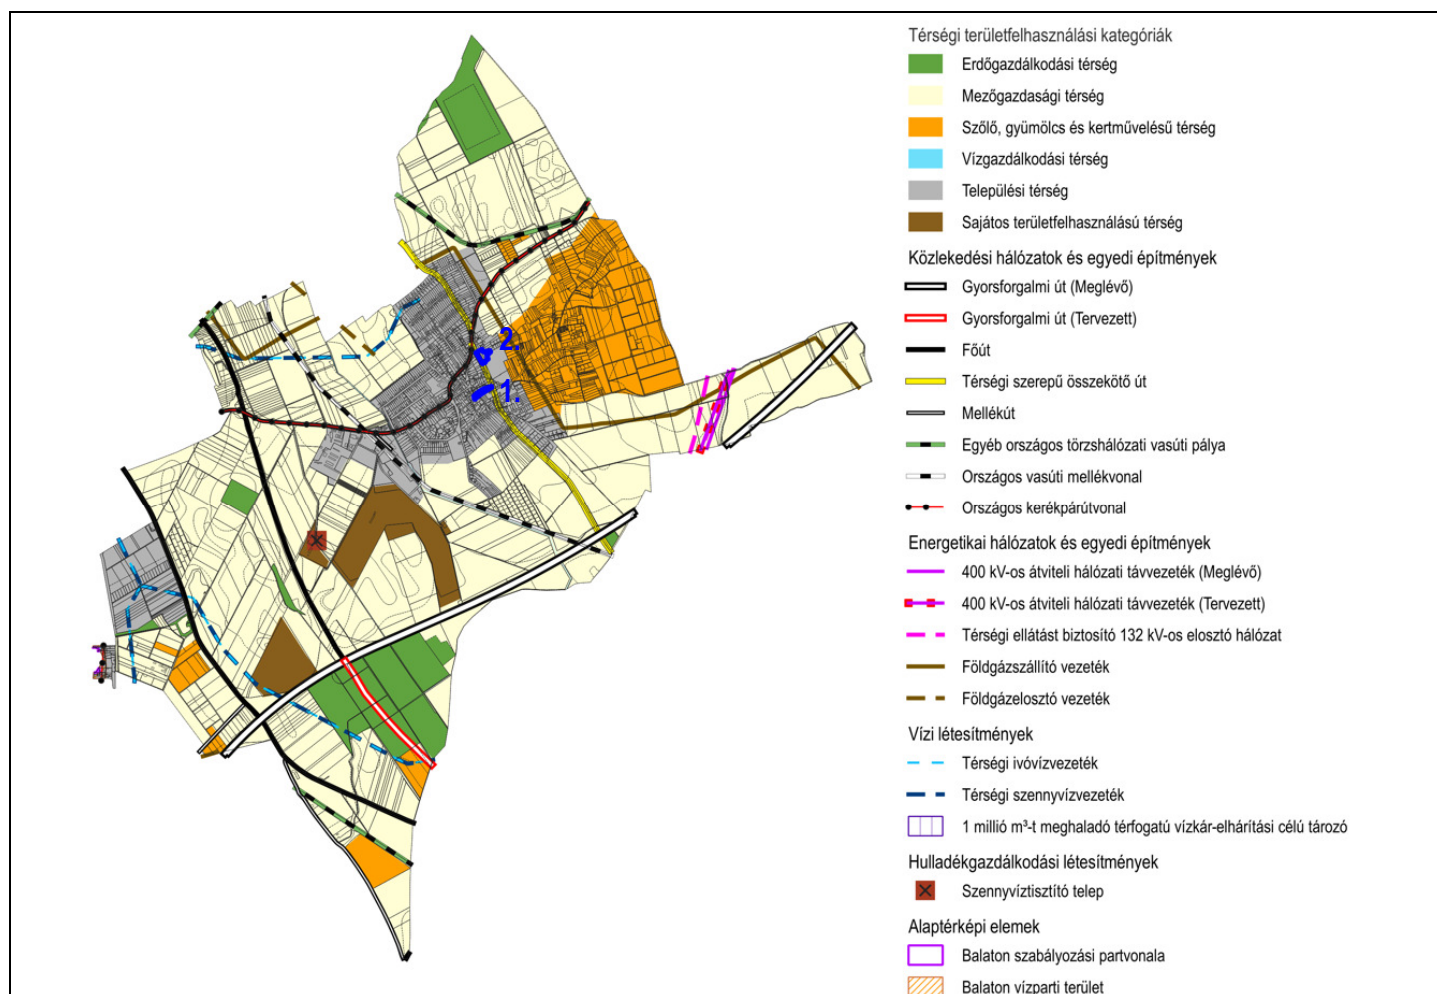 2.
1.
Térségi területfelhasználási kategóriák
Erdőgazdálkodási térség
Mezőgazdasági térség
Szőlő, gyümölcs és kertművelésű térség
Vízgazdálkodási térség
Települési térség
Sajátos területfelhasználású térség
Közlekedési hálózatok és egyedi építmények
Gyorsforgalmi út (Meglévő)
Gyorsforgalmi út (Tervezett)
Főút
Térségi szerepű összekötő út
Mellékút
Egyéb országos törzshálózati vasúti pálya
Országos vasúti mellékvonal
Országos kerékpárútvonal
Energetikai hálózatok és egyedi építmények
400 kV-os átviteli hálózati távvezeték (Meglévő)
400 kV-os átviteli hálózati távvezeték (Tervezett)
Térségi ellátást biztosító 132 kV-os elosztó hálózat
Földgázszállító vezeték
Földgázelosztó vezeték
Vízi létesítmények
Térségi ivóvízvezeték
Térségi szennyvízvezeték
1 millió m³-t meghaladó térfogatú vízkár-elhárítási célú tározó
Hulladékgazdálkodási létesítmények
Szennyvíztisztító telep
Alaptérképi elemek
Balaton szabályozási partvonala
Balaton vízparti terület